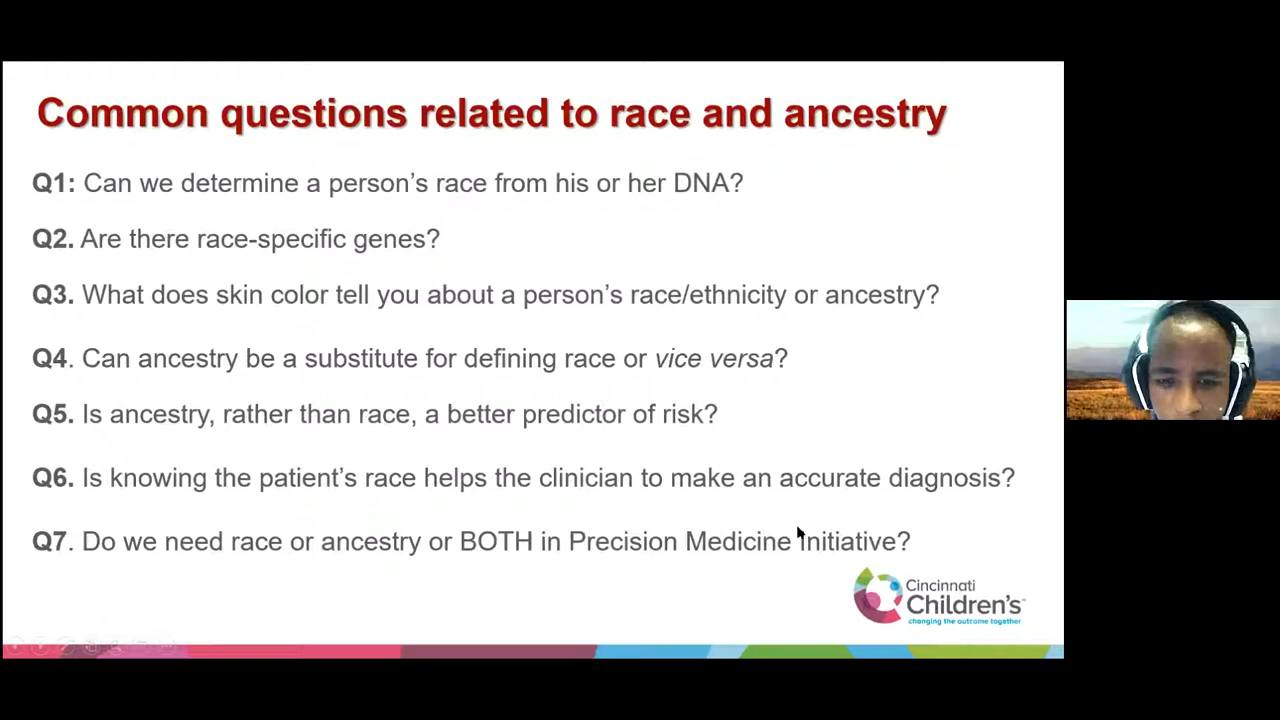 Common questions related to race and ancestry
Q1: Can we determine a person’s race from his or her DNA?
Q2. Are there race-specific genes?
Q3. What does skin color tell you about a person’s race/ethnicity or ancestry?
Q4. Can ancestry be a substitute for defining race or vice versa?
Q5. Is ancestry, rather than race, a better predictor of risk?
Q6. Is knowing the patient’s race helps the clinician to make an accurate diagnosis?
Q7. Do we need race or ancestry or BOTH in Precision Medicine Initiative?
Cincinnati
Children’s™
changing the outcome together